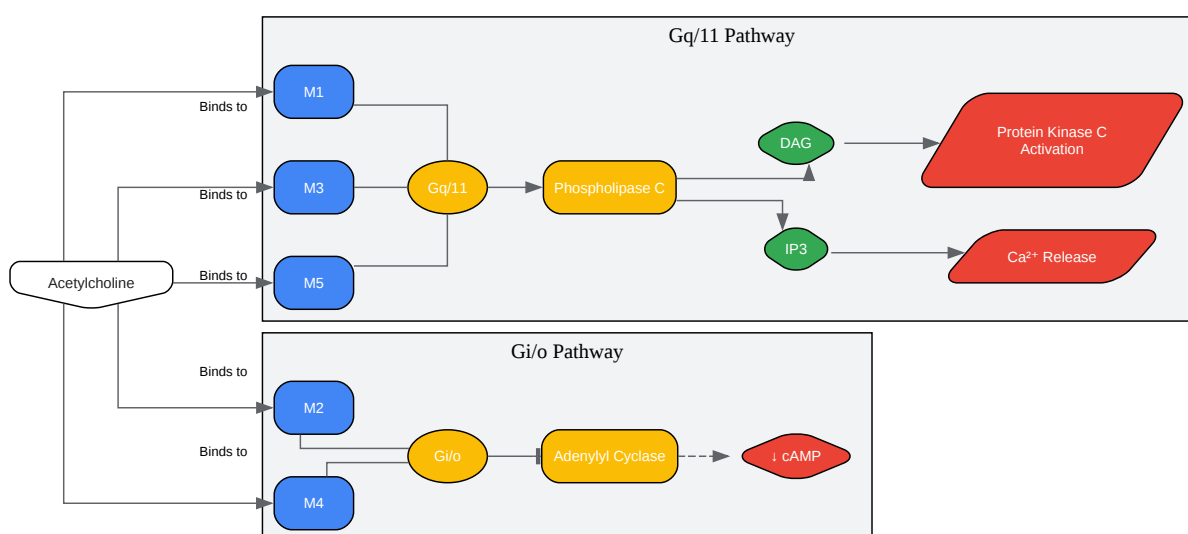 Gq/11 Pathway
M1
Binds to
DAG
Protein Kinase C
Activation
M3
Binds to
Gq/11
Phospholipase C
IP3
Ca²⁺ Release
Acetylcholine
Binds to
M5
Gi/o Pathway
Binds to
M2
Binds to
Gi/o
Adenylyl Cyclase
↓ cAMP
M4